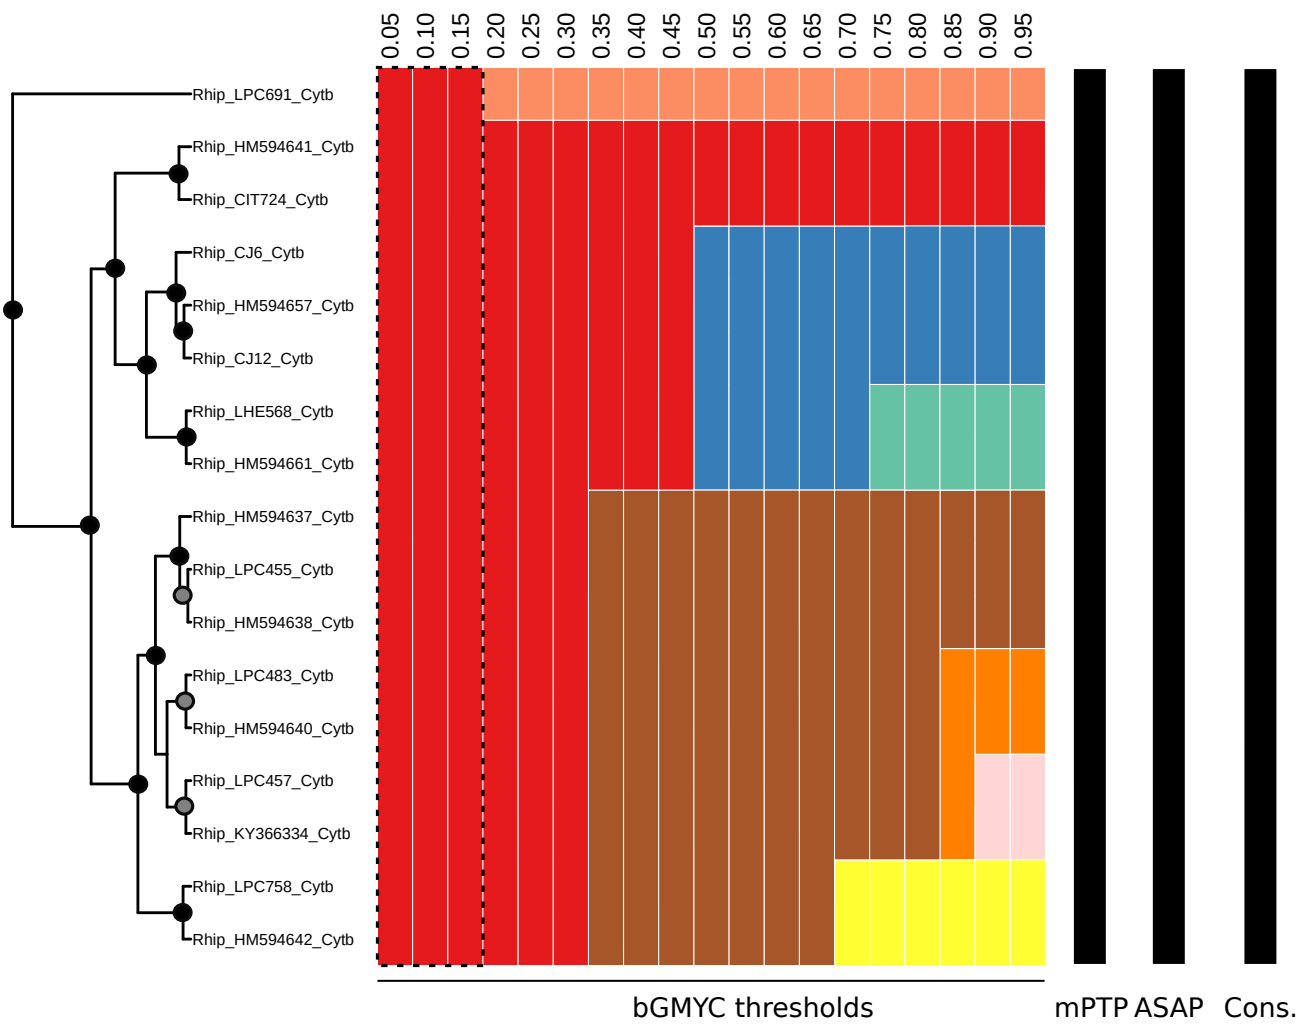 0.05 0.10 0.15 0.20 0.25 0.30 0.35 0.40 0.45 0.50 0.55 0.60 0.65 0.70 0.75 0.80 0.85 0.90 0.95
Rhip_LPC691_Cytb
Rhip_HM594641_Cytb
Rhip_CIT724_Cytb
Rhip_CJ6_Cytb
Rhip_HM594657_Cytb
Rhip_CJ12_Cytb
Rhip_LHE568_Cytb
Rhip_HM594661_Cytb
Rhip_HM594637_Cytb
Rhip_LPC455_Cytb
Rhip_HM594638_Cytb
Rhip_LPC483_Cytb
Rhip_HM594640_Cytb
Rhip_LPC457_Cytb
Rhip_KY366334_Cytb
Rhip_LPC758_Cytb
Rhip_HM594642_Cytb
bGMYC thresholds mPTP ASAP Cons.